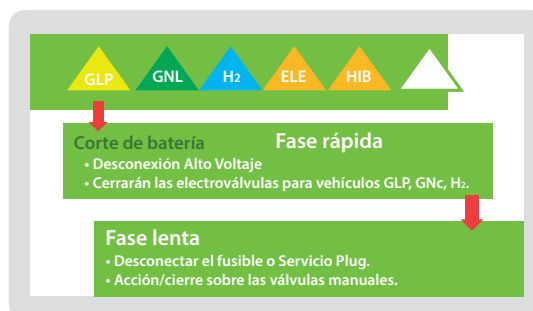 GLP GNL H₂ ELE HIB
Corte de batería Fase rápida
• Desconexión Alto Voltaje
• Cerrarán las electroválvulas para vehículos GLP, GNc, H₂.
Fase lenta
• Desconectar el fusible o Servicio Plug.
• Acción/cierre sobre las válvulas manuales.